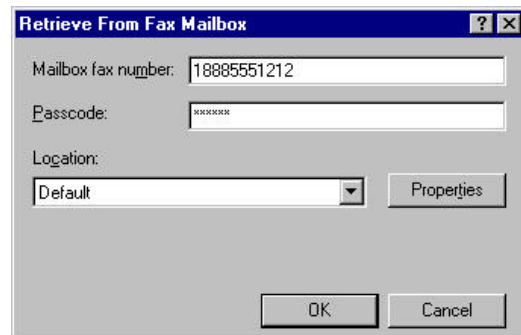 Retrieve From Fax Mailbox
Mailbox fax number: 18885551212
Passcode: ******
Location:
Default Properties
OK Cancel